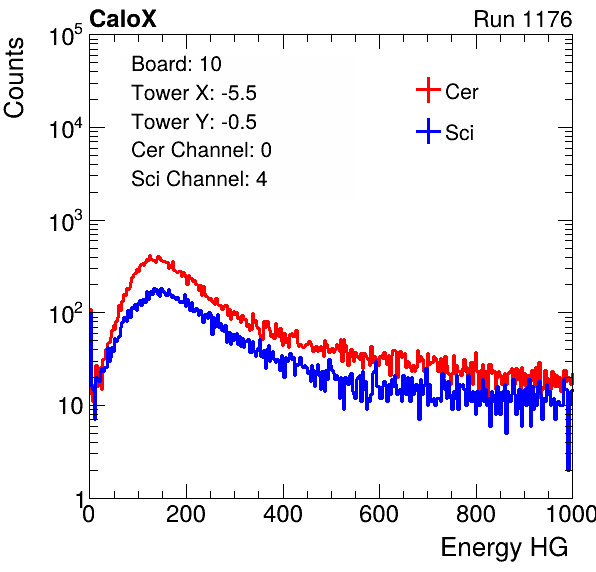 CaloX Run 1176
Counts
10^5
10^4
10^3
10^2
10
1
Board: 10
Tower X: -5.5
Tower Y: -0.5
Cer Channel: 0
Sci Channel: 4
Cer
Sci
0 200 400 600 800 1000
Energy HG